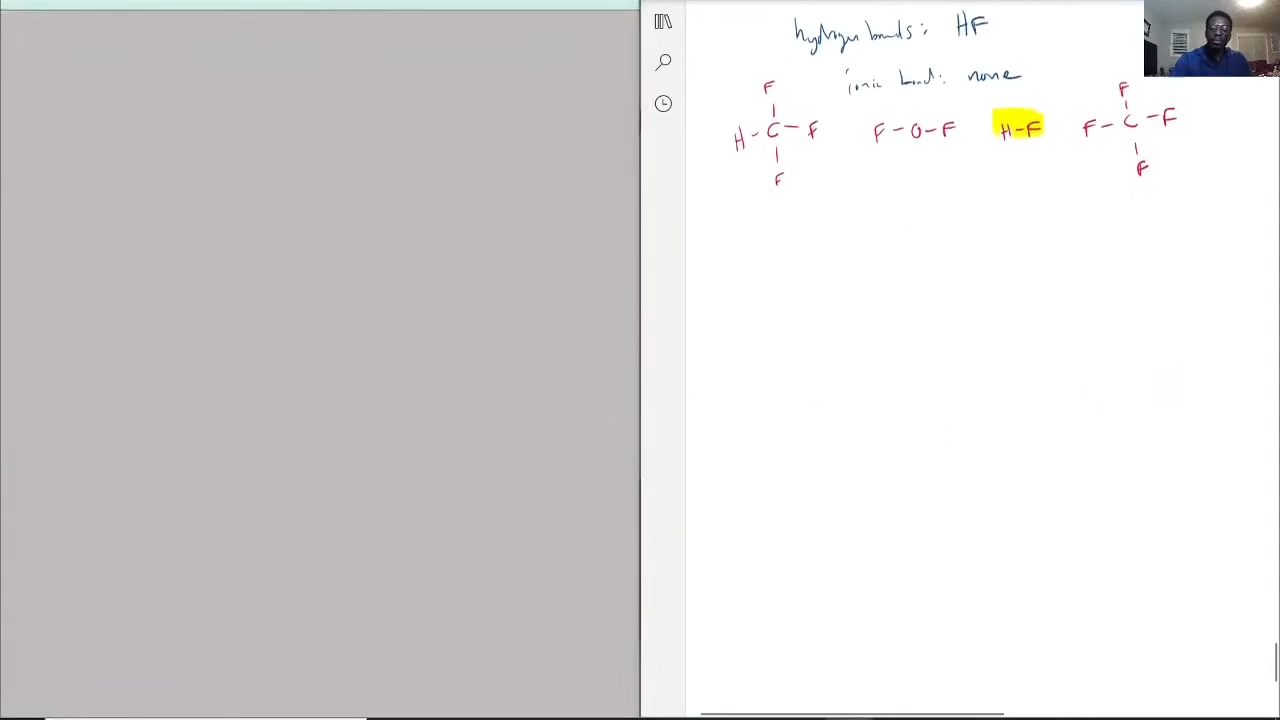 hydrogen bonds: HF
ionic bond: none
F
F
H-C-F
F-O-F
H-F
F-C-F
F
F